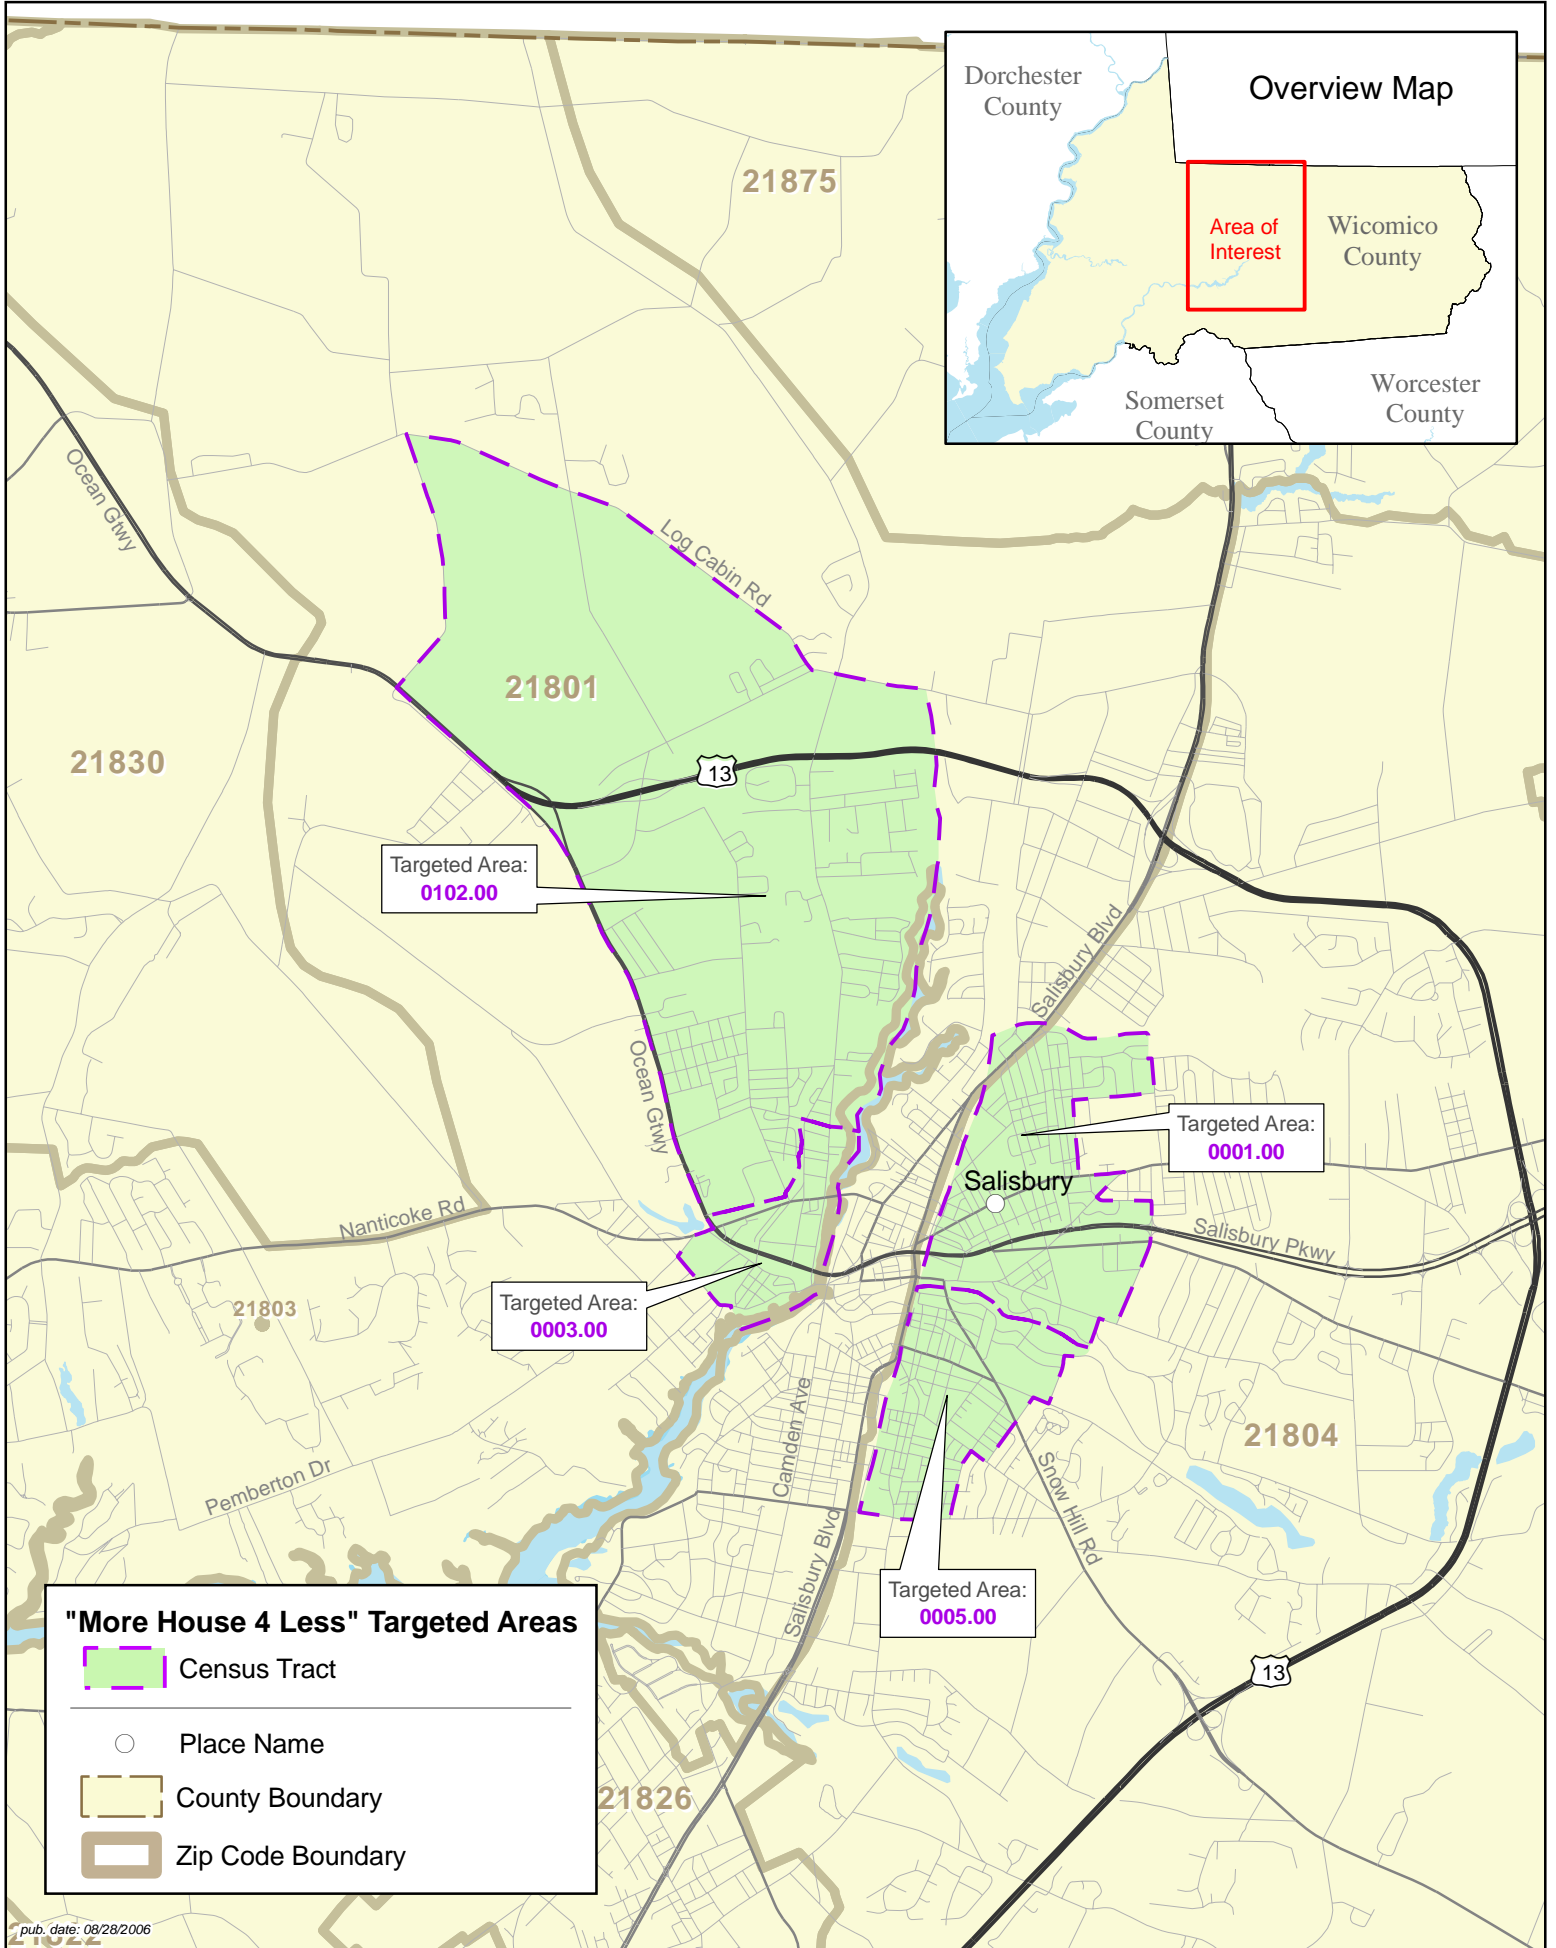 Overview Map
Dorchester
County
Area of
Interest
Wicomico
County
Somerset
County
Worcester
County
21875
Ocean Gtwy
Log Cabin Rd
21801
21830
13
Targeted Area:
0102.00
Salisbury Blvd
Ocean Gtwy
Targeted Area:
0001.00
Salisbury
Nanticoke Rd
Salisbury Pkwy
21803
Targeted Area:
0003.00
Camden Ave
21804
Pemberton Dr
Snow Hill Rd
Salisbury Blvd
Targeted Area:
0005.00
13
21826
"More House 4 Less" Targeted Areas
Census Tract
Place Name
County Boundary
Zip Code Boundary
pub. date: 08/28/2006